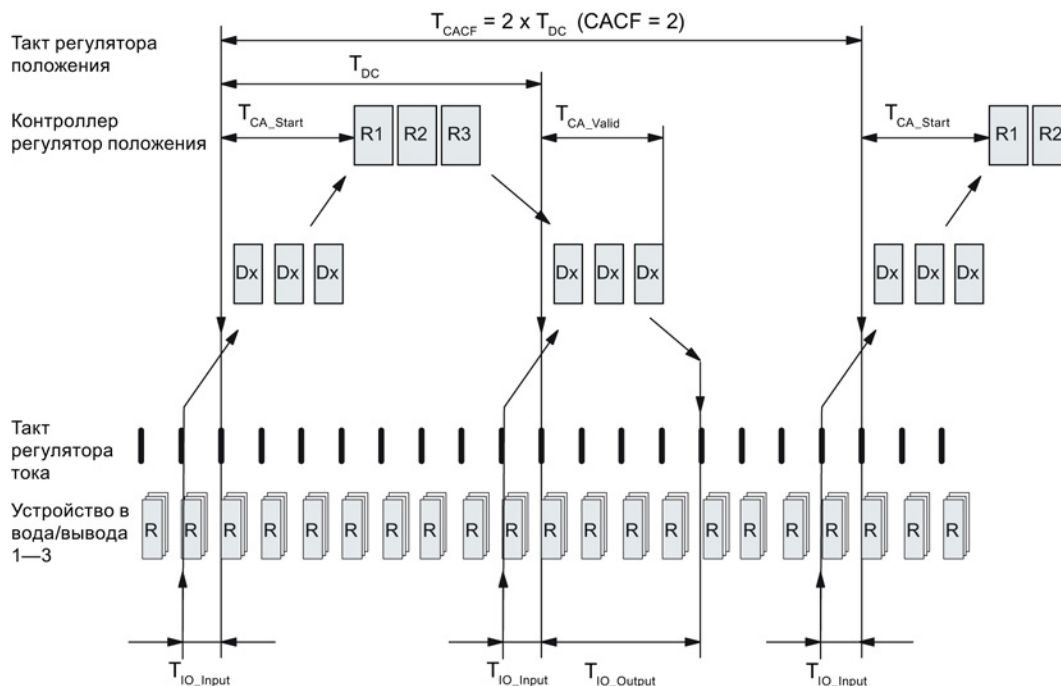 T_CACF = 2 x T_DC (CACF = 2)
Такт регулятора
положения
T_DC
Контроллер
регулятор положения
T_CA_Start
R1 R2 R3
T_CA_Valid
T_CA_Start
R1 R2
Dx Dx Dx
Dx Dx Dx
Dx Dx Dx
Такт
регулятора
тока
Устройство в
вода/вывода
1—3
R R R R R R R R R R R R R R R R R R R R R
T_IO_Input
T_IO_Input
T_IO_Output
T_IO_Input